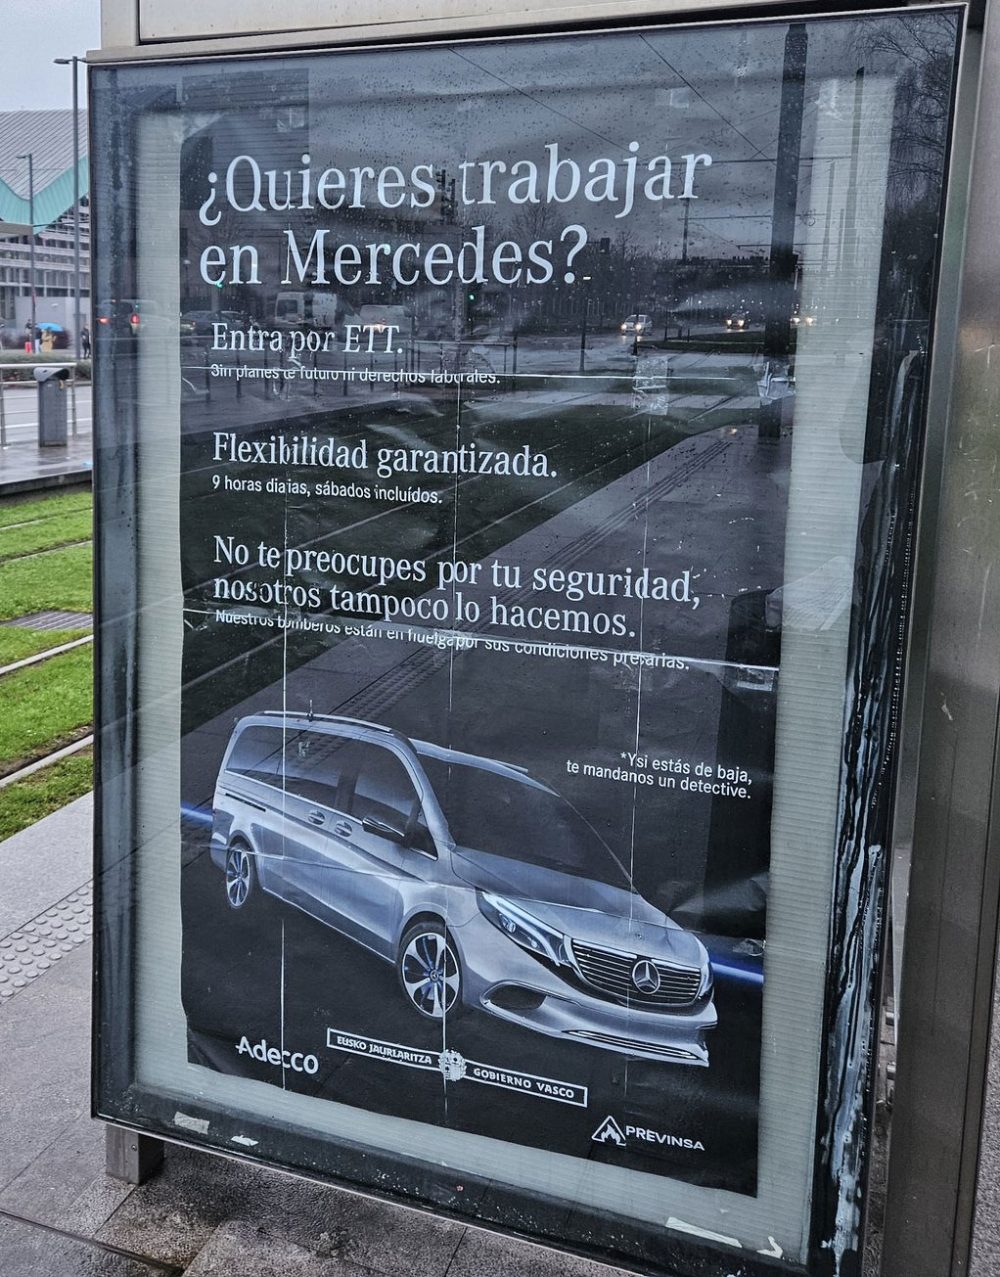 ¿Quieres trabajar
en Mercedes?
Entra por ETT.
Sin planes de futuro ni derechos laborales.
Flexibilidad garantizada.
9 horas diarias, sábados incluídos.
No te preocupes por tu seguridad,
nosotros tampoco lo hacemos.
Nuestros bomberos están en huelga por sus condiciones precarias.
*Y si estás de baja,
te mandanos un detective.
Adecco
EUSKO JAURLARITZA
GOBIERNO VASCO
PREVINSA